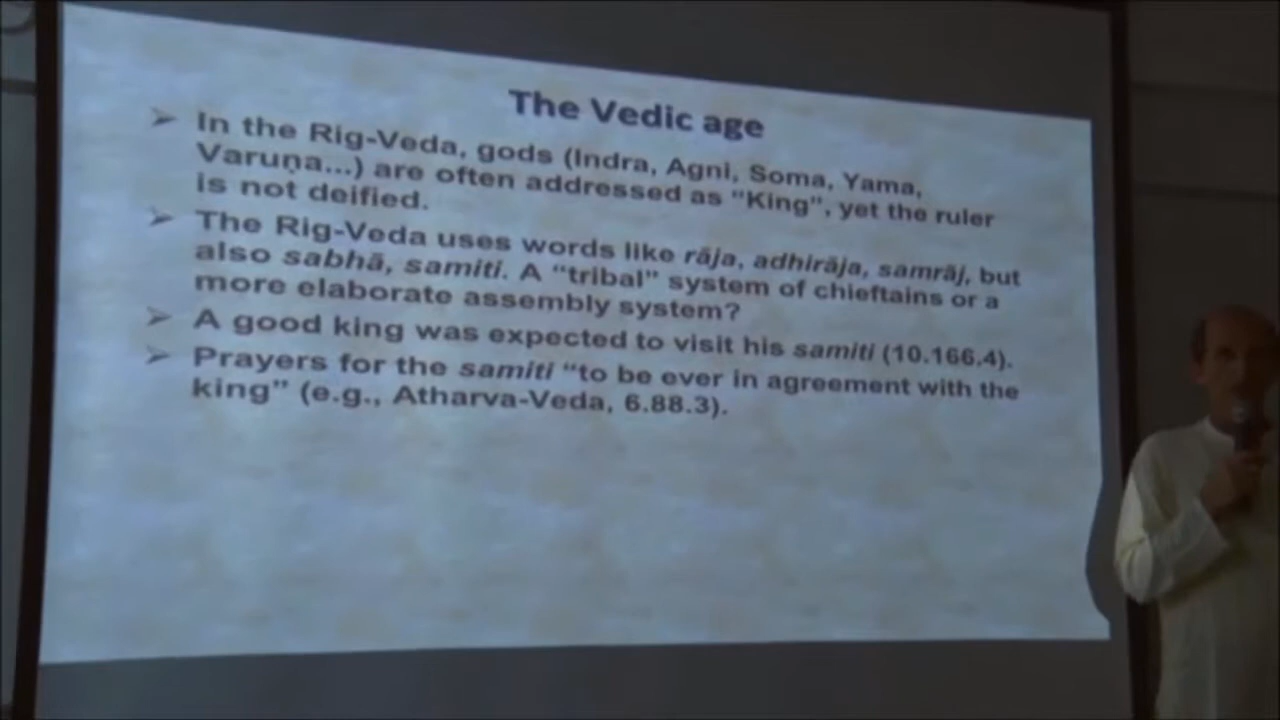 The Vedic age
➢ In the Rig-Veda, gods (Indra, Agni, Soma, Yama,
Varuṇa...) are often addressed as “King”, yet the ruler
is not deified.
➢ The Rig-Veda uses words like rāja, adhirāja, samrāj, but
also sabhā, samiti. A “tribal” system of chieftains or a
more elaborate assembly system?
➢ A good king was expected to visit his samiti (10.166.4).
➢ Prayers for the samiti “to be ever in agreement with the
king” (e.g., Atharva-Veda, 6.88.3).